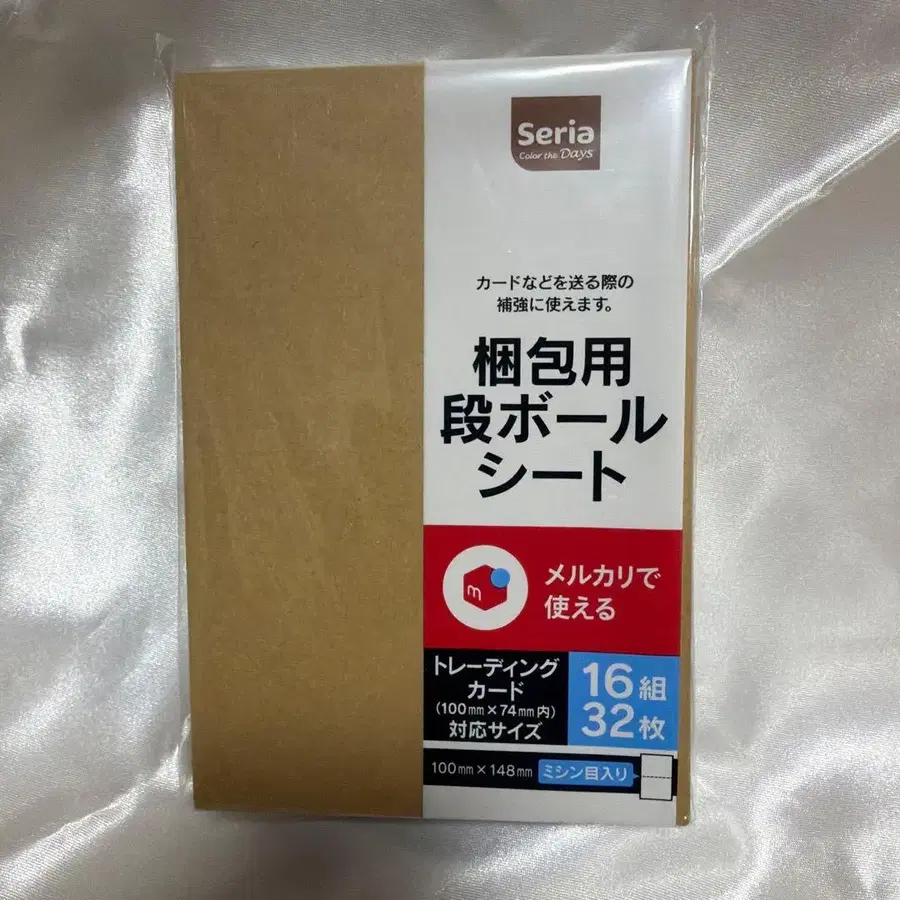 Seria
Color the Days
カードなどを送る際の
補強に使えます。
梱包用
段ボール
シート
m
メルカリで
使える
トレーディング
カード
(100mm×74mm内)
対応サイズ
16組
32枚
100mm×148mm ミシン目入り